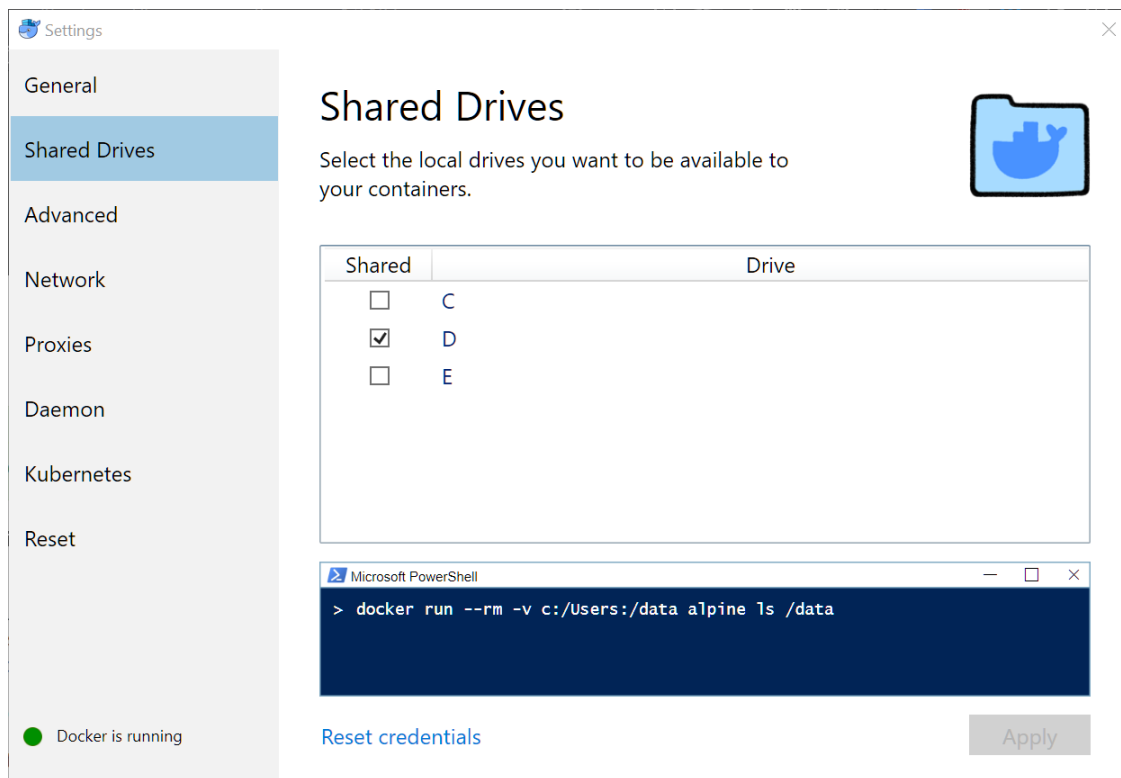 Settings
General
Shared Drives
Advanced
Network
Proxies
Daemon
Kubernetes
Reset
Docker is running
Shared Drives
Select the local drives you want to be available to
your containers.
Shared Drive
C
D
E
Microsoft PowerShell
> docker run --rm -v c:/Users:/data alpine ls /data
Reset credentials
Apply